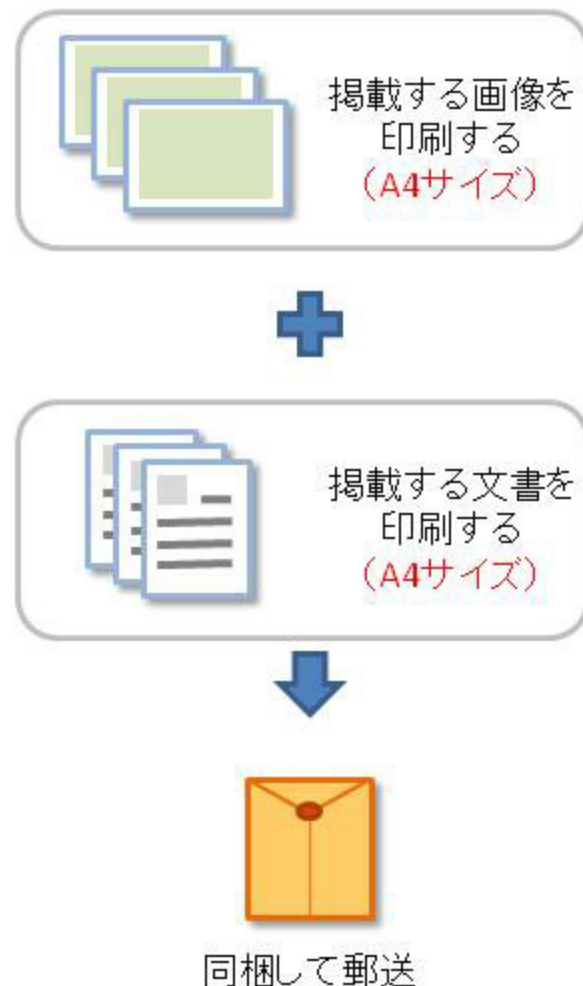 掲載する画像を
印刷する
（A4サイズ）
掲載する文書を
印刷する
（A4サイズ）
同梱して郵送